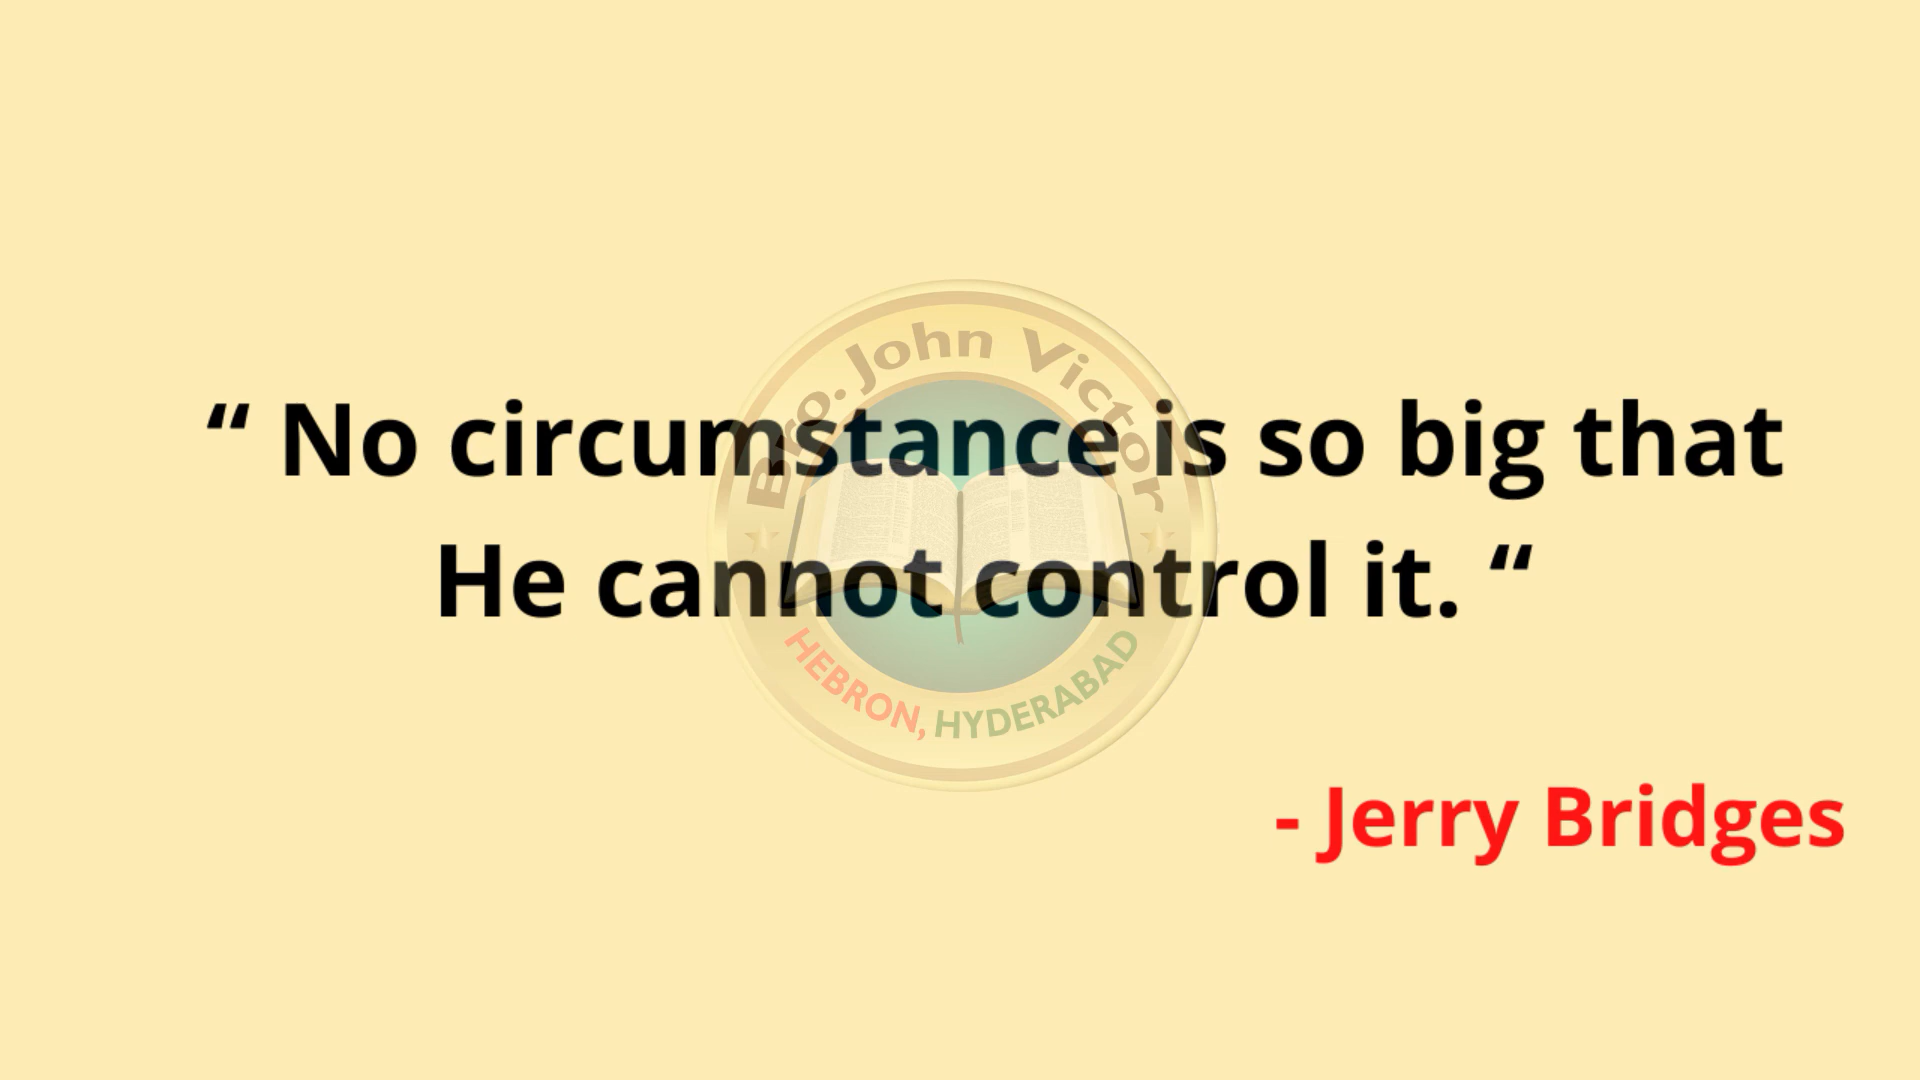 Bro. John Victor
“ No circumstance is so big that
He cannot control it. “
HEBRON, HYDERABAD
- Jerry Bridges